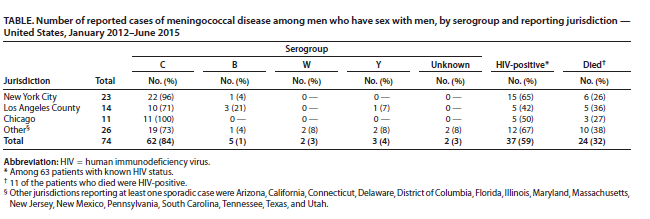 TABLE. Number of reported cases of meningococcal disease among men who have sex with men, by serogroup and reporting jurisdiction —
United States, January 2012–June 2015
Serogroup
C B W Y Unknown HIV-positive* Died†
Jurisdiction Total No. (%) No. (%) No. (%) No. (%) No. (%) No. (%) No. (%)
New York City 23 22 (96) 1 (4) 0 — 0 — 0 — 15 (65) 6 (26)
Los Angeles County 14 10 (71) 3 (21) 0 — 1 (7) 0 — 5 (42) 5 (36)
Chicago 11 11 (100) 0 — 0 — 0 — 0 — 5 (50) 3 (27)
Other§ 26 19 (73) 1 (4) 2 (8) 2 (8) 2 (8) 12 (67) 10 (38)
Total 74 62 (84) 5 (1) 2 (3) 3 (4) 2 (3) 37 (59) 24 (32)
Abbreviation: HIV = human immunodeficiency virus.
* Among 63 patients with known HIV status.
† 11 of the patients who died were HIV-positive.
§ Other jurisdictions reporting at least one sporadic case were Arizona, California, Connecticut, Delaware, District of Columbia, Florida, Illinois, Maryland, Massachusetts,
New Jersey, New Mexico, Pennsylvania, South Carolina, Tennessee, Texas, and Utah.